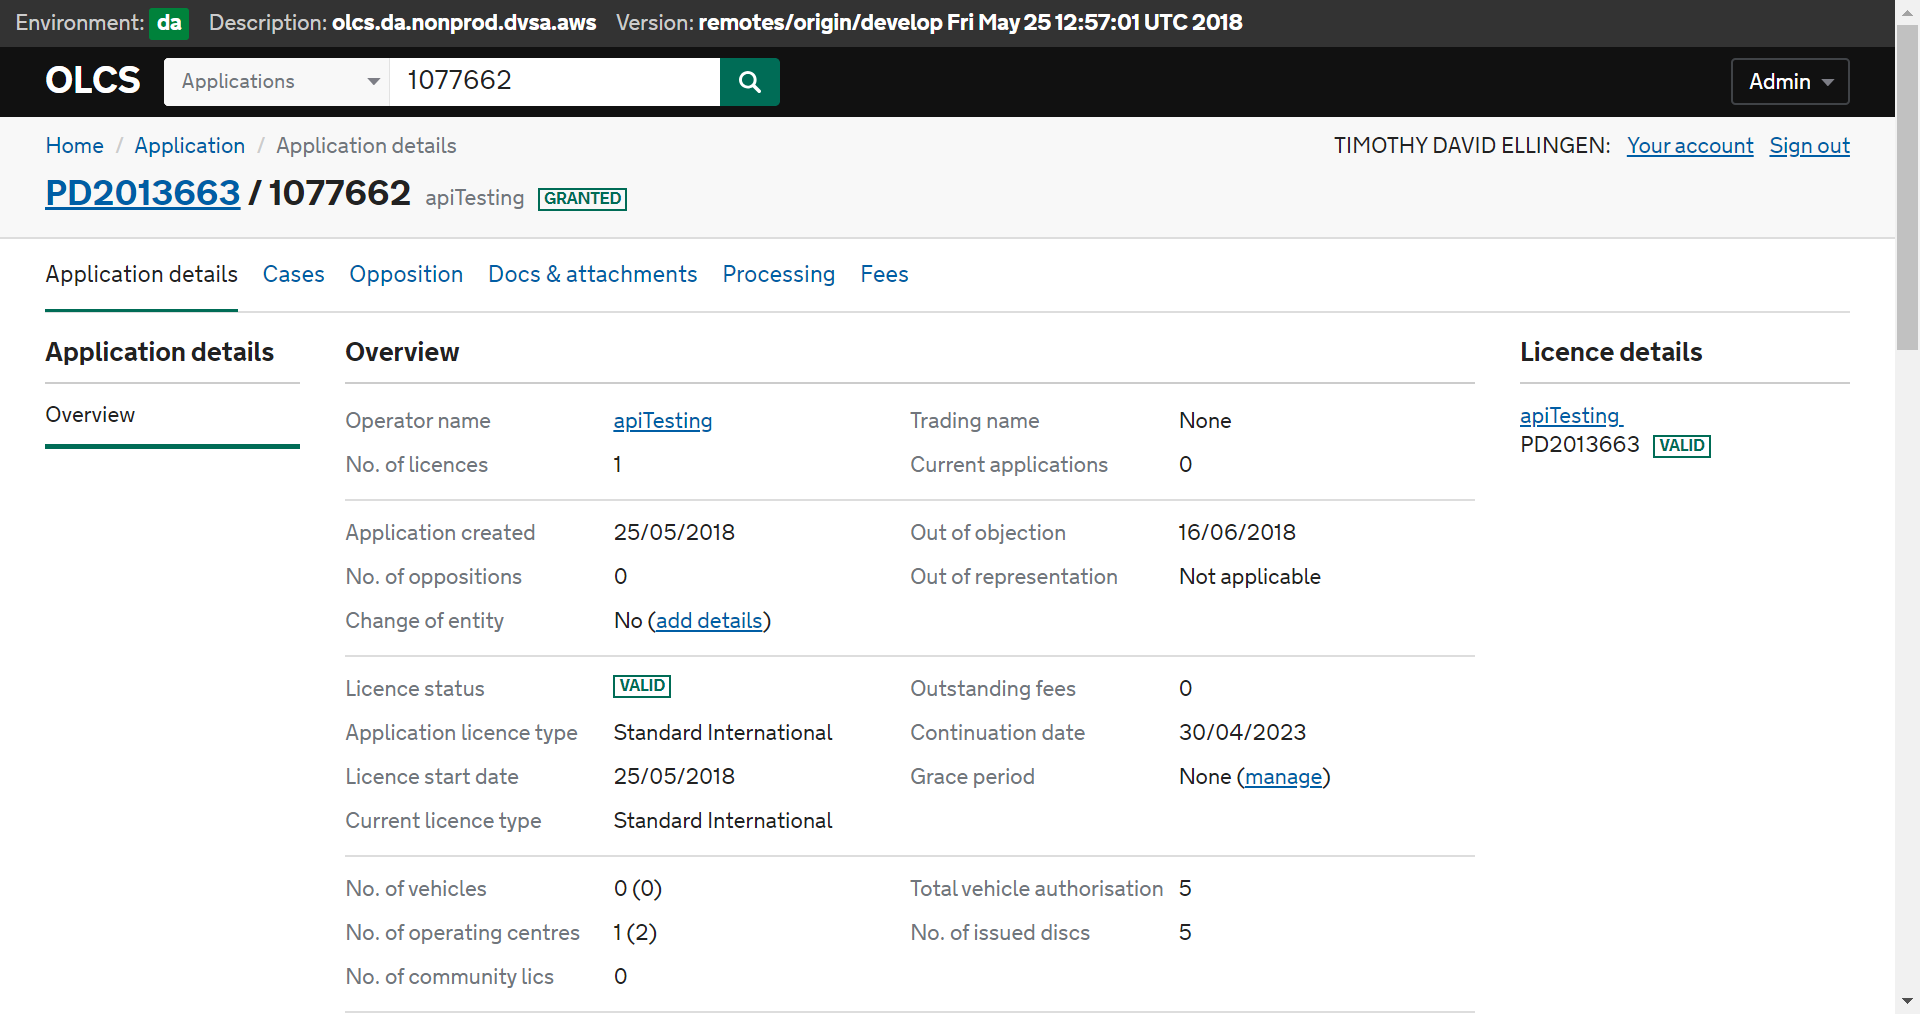 Environment: da Description: olcs.da.nonprod.dvsa.aws Version: remotes/origin/develop Fri May 25 12:57:01 UTC 2018
OLCS Applications 1077662 Admin
Home / Application / Application details TIMOTHY DAVID ELLINGEN: Your account Sign out
PD2013663 / 1077662 apiTesting GRANTED
Application details Cases Opposition Docs & attachments Processing Fees
Application details
Overview
Overview
Operator name apiTesting Trading name None
No. of licences 1 Current applications 0
Application created 25/05/2018 Out of objection 16/06/2018
No. of oppositions 0 Out of representation Not applicable
Change of entity No (add details)
Licence status VALID Outstanding fees 0
Application licence type Standard International Continuation date 30/04/2023
Licence start date 25/05/2018 Grace period None (manage)
Current licence type Standard International
No. of vehicles 0 (0) Total vehicle authorisation 5
No. of operating centres 1 (2) No. of issued discs 5
No. of community lics 0
Licence details
apiTesting
PD2013663 VALID